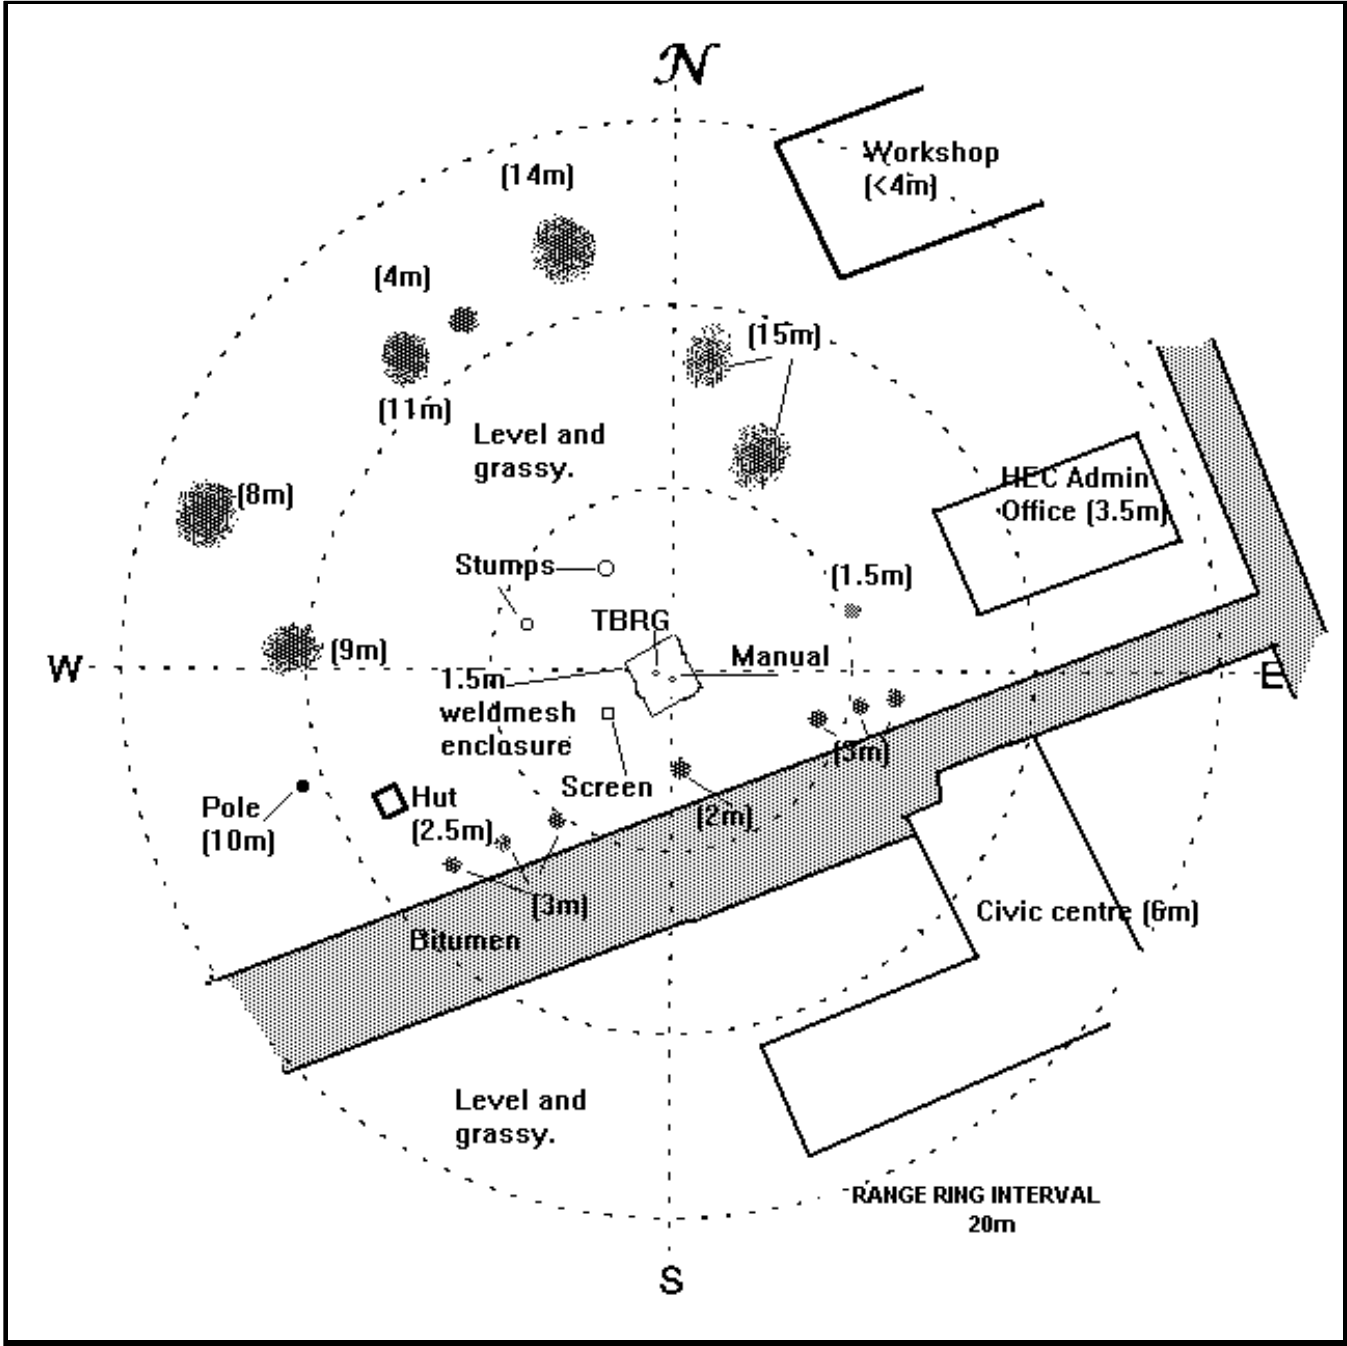 N
Workshop
(<4m)
(14m)
(4m)
(15m)
(11m)
Level and
grassy.
HEC Admin
Office (3.5m)
(8m)
Stumps
(1.5m)
TBRG
(9m)
Manual
W
E
1.5m
weldmesh
enclosure
(3m)
Screen
Pole
(10m)
Hut
(2.5m)
(2m)
(3m)
Civic centre (6m)
Bitumen
Level and
grassy.
RANGE RING INTERVAL
20m
S